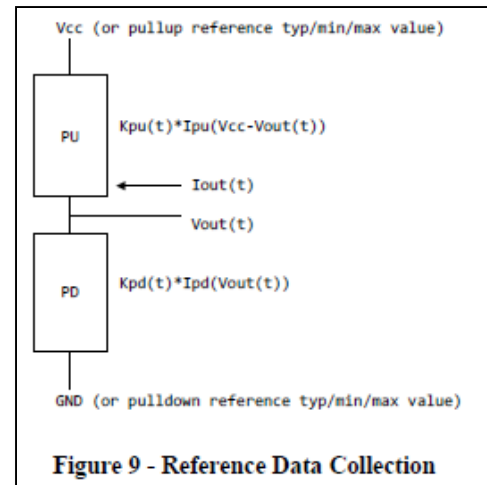 Vcc (or pullup reference typ/min/max value)
PU
Kpu(t)*Ipu(Vcc-Vout(t))
Iout(t)
Vout(t)
PD
Kpd(t)*Ipd(Vout(t))
GND (or pulldown reference typ/min/max value)
Figure 9 - Reference Data Collection